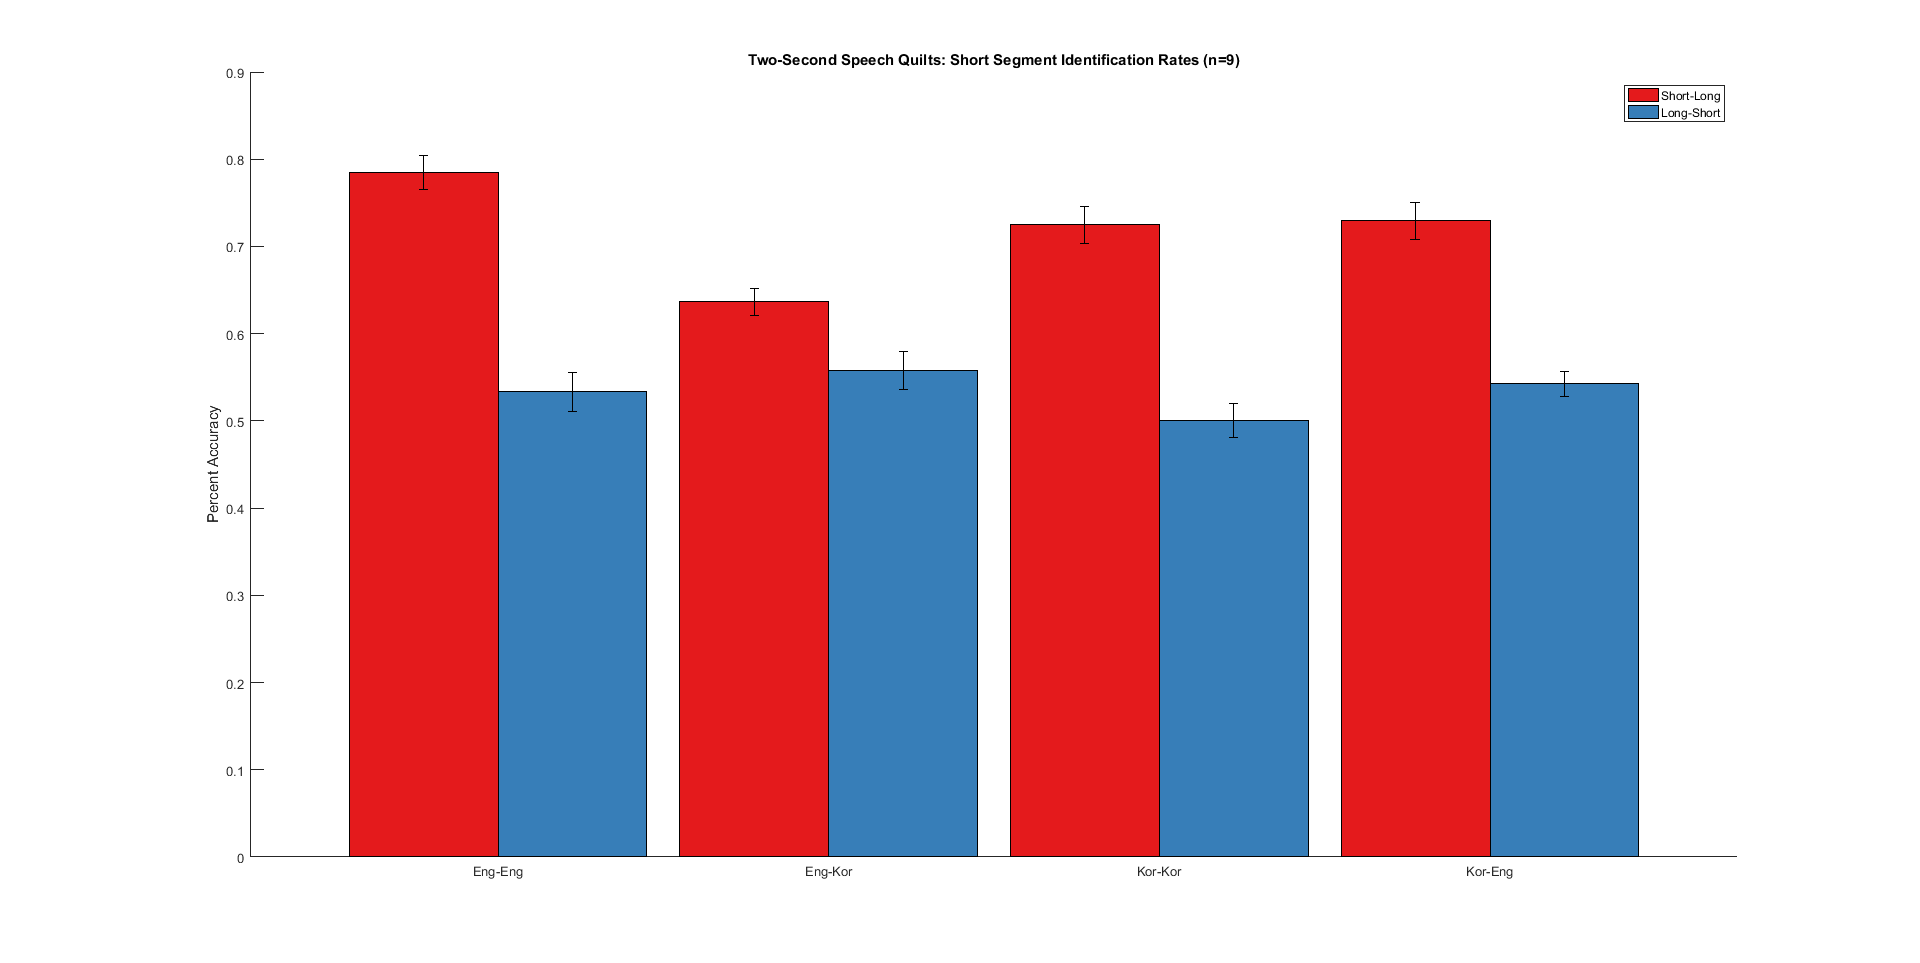 Two-Second Speech Quilts: Short Segment Identification Rates (n=9)
Short-Long
Long-Short
Percent Accuracy
0.9
0.8
0.7
0.6
0.5
0.4
0.3
0.2
0.1
0
Eng-Eng
Eng-Kor
Kor-Kor
Kor-Eng